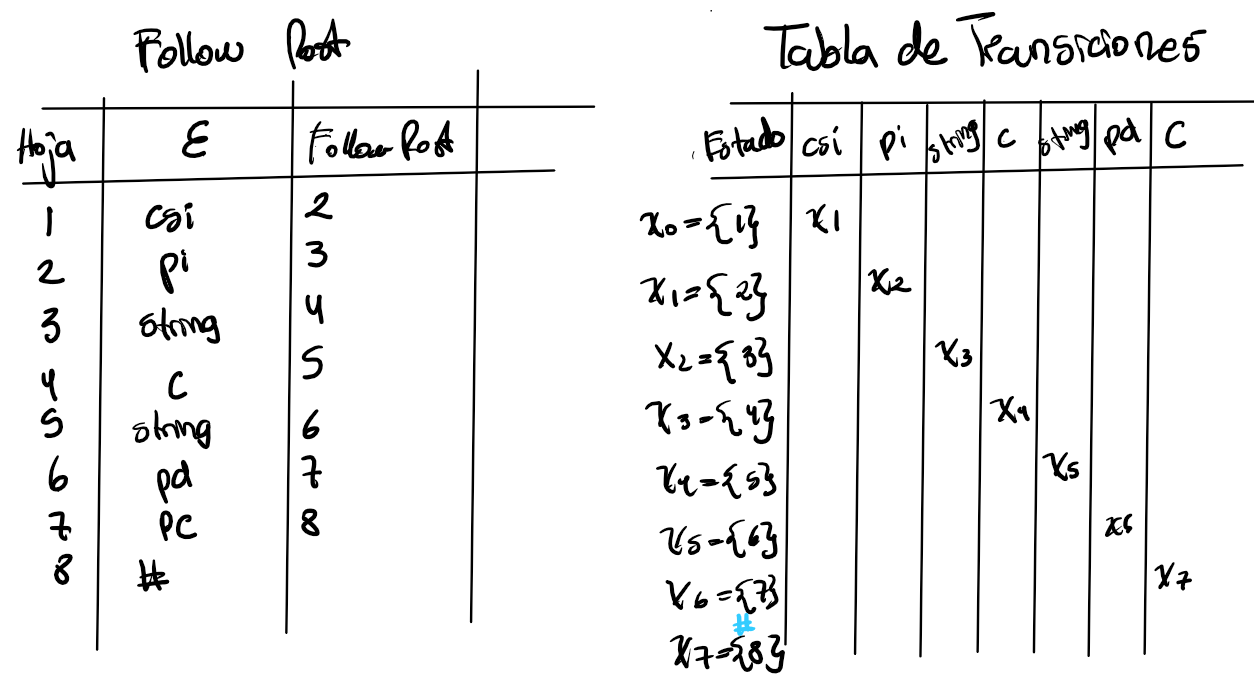 Follow Post
Hoja Ɛ Follow Post
1 csi 2
2 pi 3
3 string 4
4 C 5
5 string 6
6 pd 7
7 PC 8
8 #
Tabla de Transiciones
Estado csi pi string C string pd C
X0={1} X1
X1={2} X2
X2={3} X3
X3={4} X4
X4={5} X5
X5={6} X6
X6={7} X7
#
X7={8}